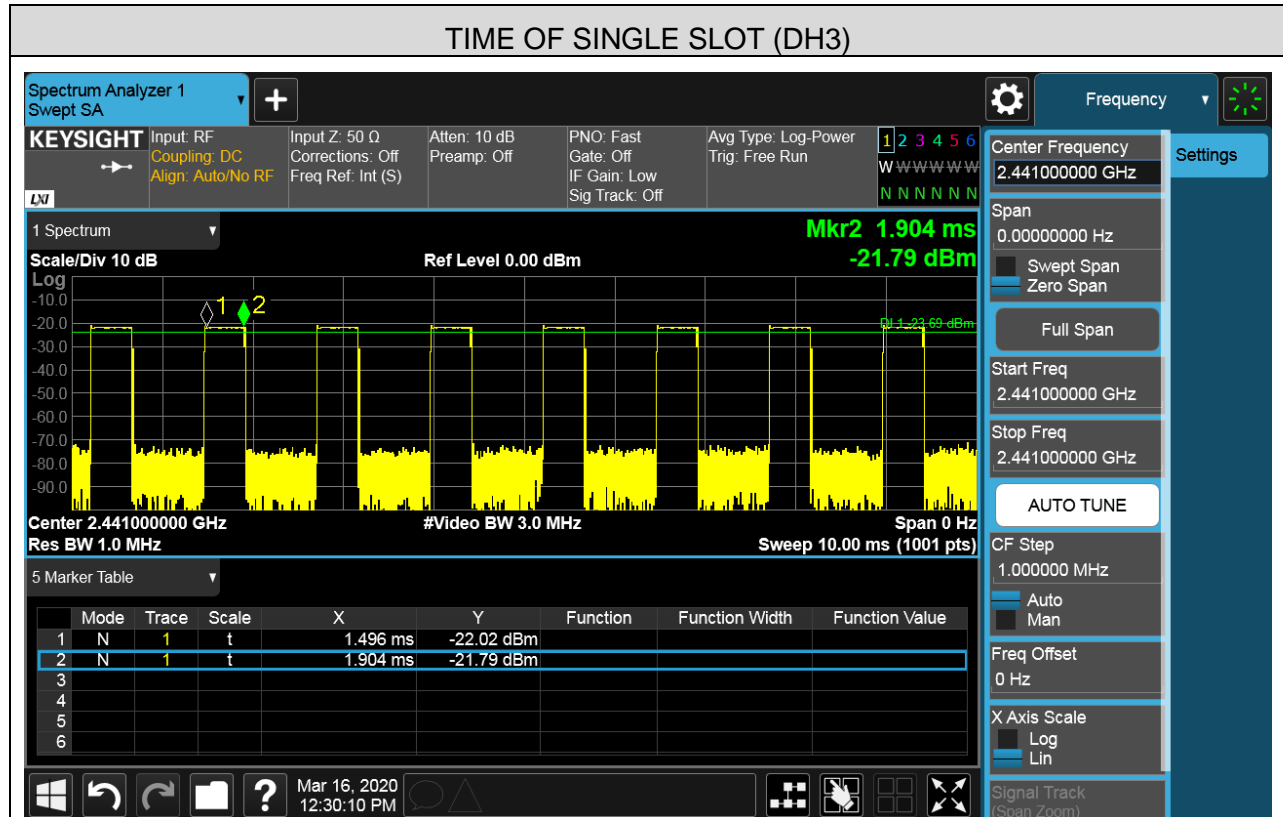 TIME OF SINGLE SLOT (DH3)
Spectrum Analyzer 1
Swept SA
Frequency
KEYSIGHT
LXI
Input: RF
Coupling: DC
Align: Auto/No RF
Input Z: 50 Ω
Corrections: Off
Freq Ref: Int (S)
Atten: 10 dB
Preamp: Off
PNO: Fast
Gate: Off
IF Gain: Low
Sig Track: Off
Avg Type: Log-Power
Trig: Free Run
1 2 3 4 5 6
W W W W W W
N N N N N N
1 Spectrum
Mkr2 1.904 ms
Scale/Div 10 dB
Ref Level 0.00 dBm
-21.79 dBm
Log
1 2
-10.0
-20.0
DL1 -23.69 dBm
-30.0
-40.0
-50.0
-60.0
-70.0
-80.0
-90.0
Center 2.441000000 GHz
#Video BW 3.0 MHz
Span 0 Hz
Res BW 1.0 MHz
Sweep 10.00 ms (1001 pts)
5 Marker Table
Mode Trace Scale X Y Function Function Width Function Value
1 N 1 t 1.496 ms -22.02 dBm
2 N 1 t 1.904 ms -21.79 dBm
3
4
5
6
Mar 16, 2020
12:30:10 PM
?
Center Frequency
2.441000000 GHz
Settings
Span
0.00000000 Hz
Swept Span
Zero Span
Full Span
Start Freq
2.441000000 GHz
Stop Freq
2.441000000 GHz
AUTO TUNE
CF Step
1.000000 MHz
Auto
Man
Freq Offset
0 Hz
X Axis Scale
Log
Lin
Signal Track
(Span Zoom)